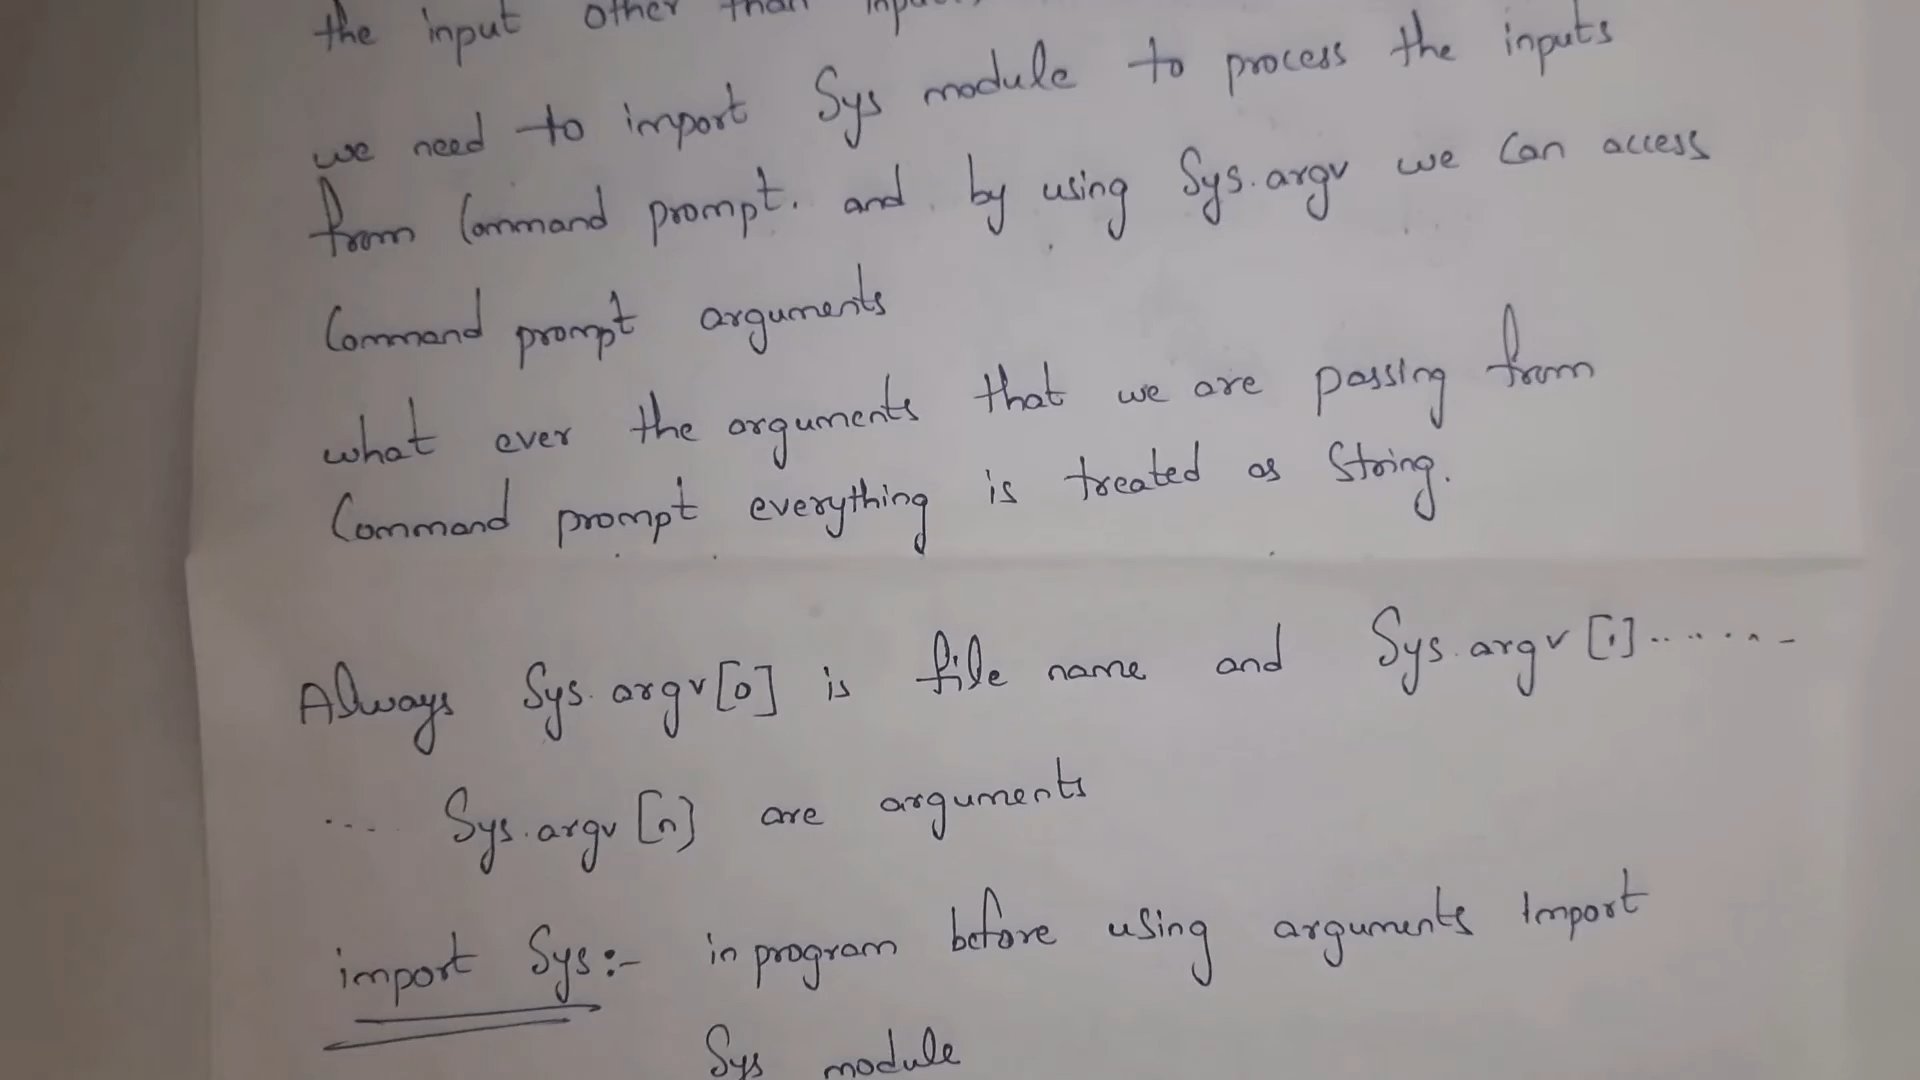 the input other than
we need to import Sys module to process the inputs
from Command prompt. and by using Sys.argv we can access
Command prompt arguments
what ever the arguments that we are passing from
Command prompt everything is treated as String.
Always Sys.argv[0] is file name and Sys.argv[1]........
.... Sys.argv[n] are arguments
import Sys:- in program before using arguments Import
Sys module